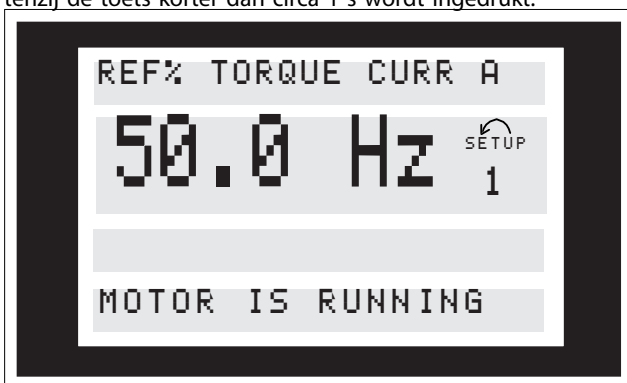 tenzij de toets korter dan circa 1 s wordt ingedrukt.
REF% TORQUE CURR A
50.0 Hz SETUP
1
MOTOR IS RUNNING